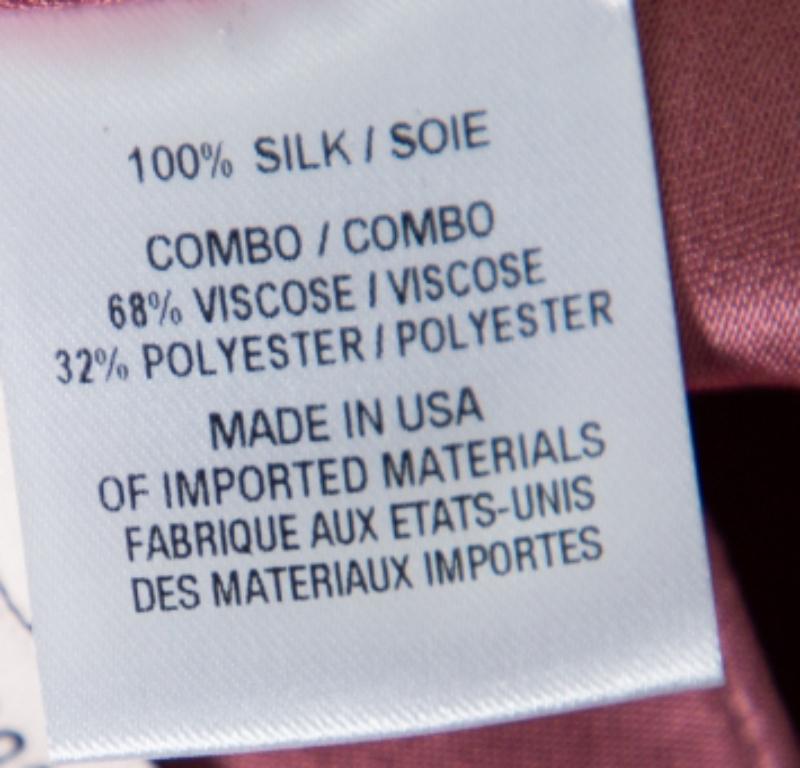 100% SILK / SOIE
COMBO / COMBO
68% VISCOSE / VISCOSE
32% POLYESTER / POLYESTER
MADE IN USA
OF IMPORTED MATERIALS
FABRIQUE AUX ETATS-UNIS
DES MATERIAUX IMPORTES